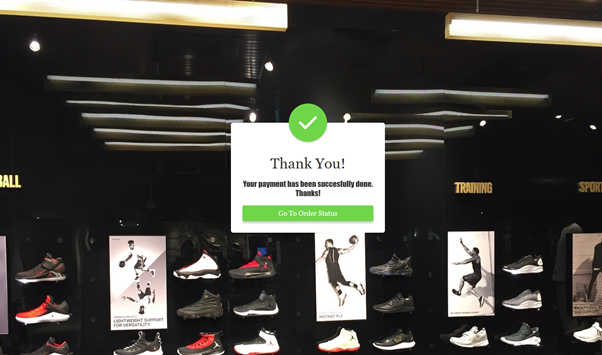 BALL
TRAINING
SPORT
Thank You!
Your payment has been succesfully done.
Thanks!
Go To Order Status
LIGHTWEIGHT SUPPORT
FOR VERSATILITY.
INSTANT FLY